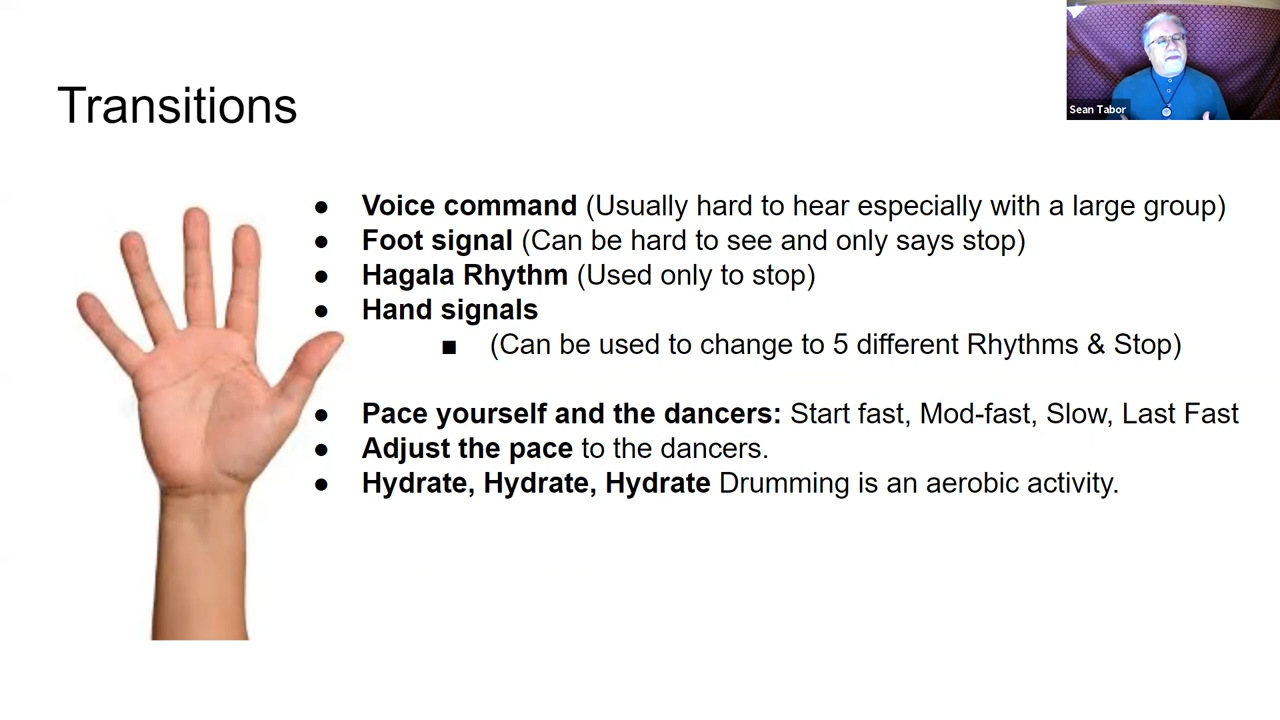 Sean Tabor
Transitions
● Voice command (Usually hard to hear especially with a large group)
● Foot signal (Can be hard to see and only says stop)
● Hagala Rhythm (Used only to stop)
● Hand signals
■ (Can be used to change to 5 different Rhythms & Stop)
● Pace yourself and the dancers: Start fast, Mod-fast, Slow, Last Fast
● Adjust the pace to the dancers.
● Hydrate, Hydrate, Hydrate Drumming is an aerobic activity.